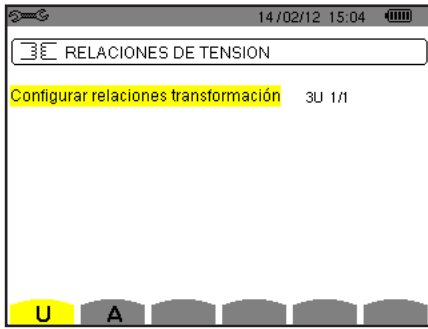 14/02/12 15:04
RELACIONES DE TENSION
Configurar relaciones transformación 3U 1/1
U A